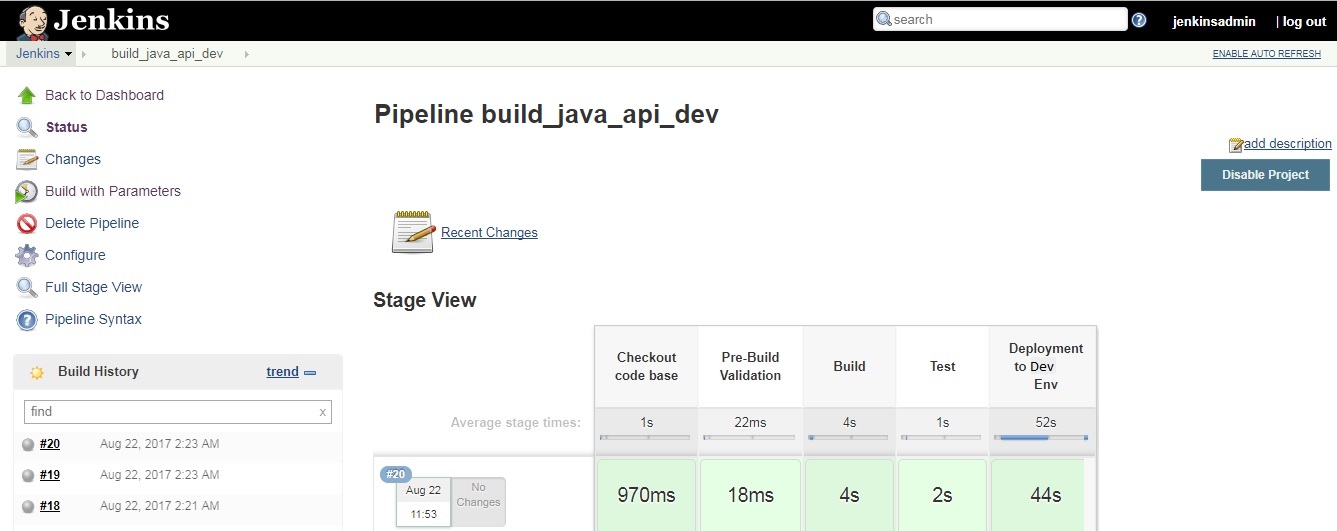 Jenkins
search
jenkinsadmin
| log out
Jenkins
build_java_api_dev
ENABLE AUTO REFRESH
Back to Dashboard
Status
Changes
Build with Parameters
Delete Pipeline
Configure
Full Stage View
Pipeline Syntax
Build History
trend
find
x
#20 Aug 22, 2017 2:23 AM
#19 Aug 22, 2017 2:23 AM
#18 Aug 22, 2017 2:21 AM
Pipeline build_java_api_dev
add description
Disable Project
Recent Changes
Stage View
Checkout
code base
Pre-Build
Validation
Build
Test
Deployment
to Dev
Env
Average stage times:
1s
22ms
4s
1s
52s
#20
Aug 22
11:53
No
Changes
970ms
18ms
4s
2s
44s